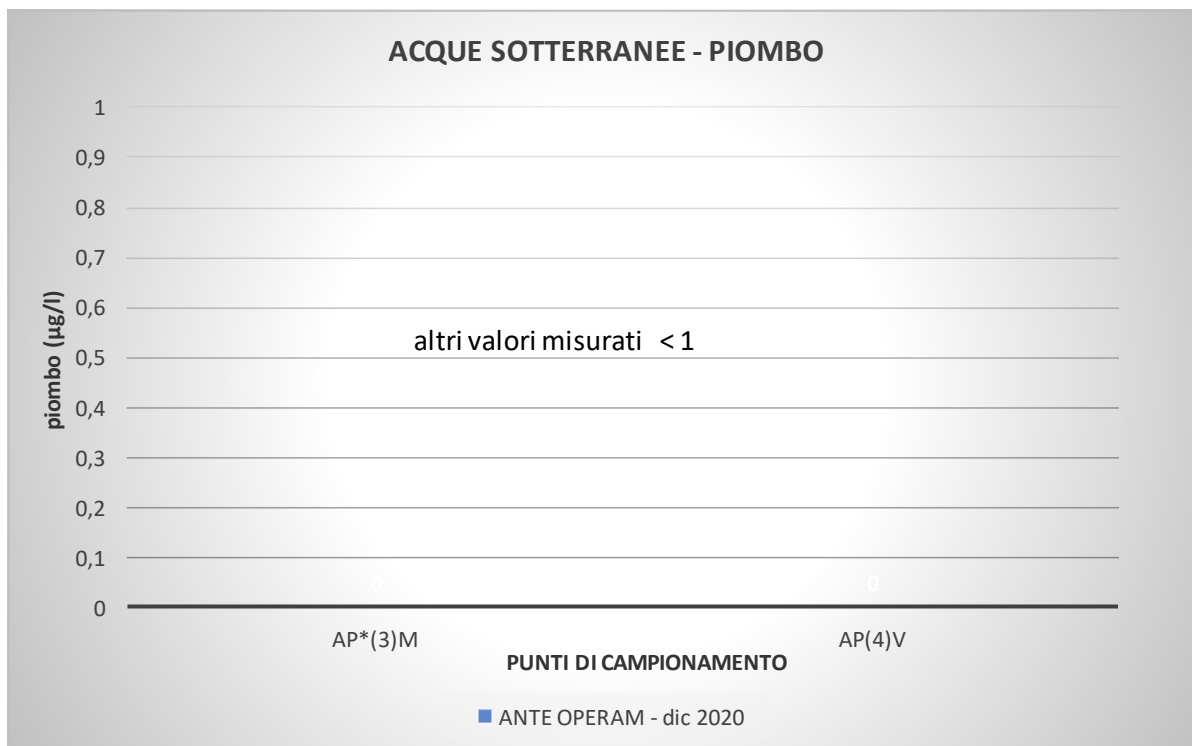 ACQUE SOTTERRANEE - PIOMBO
1
0,9
0,8
0,7
0,6
0,5
0,4
0,3
0,2
0,1
0
piombo (µg/l)
altri valori misurati < 1
0 0
AP*(3)M AP(4)V
PUNTI DI CAMPIONAMENTO
ANTE OPERAM - dic 2020